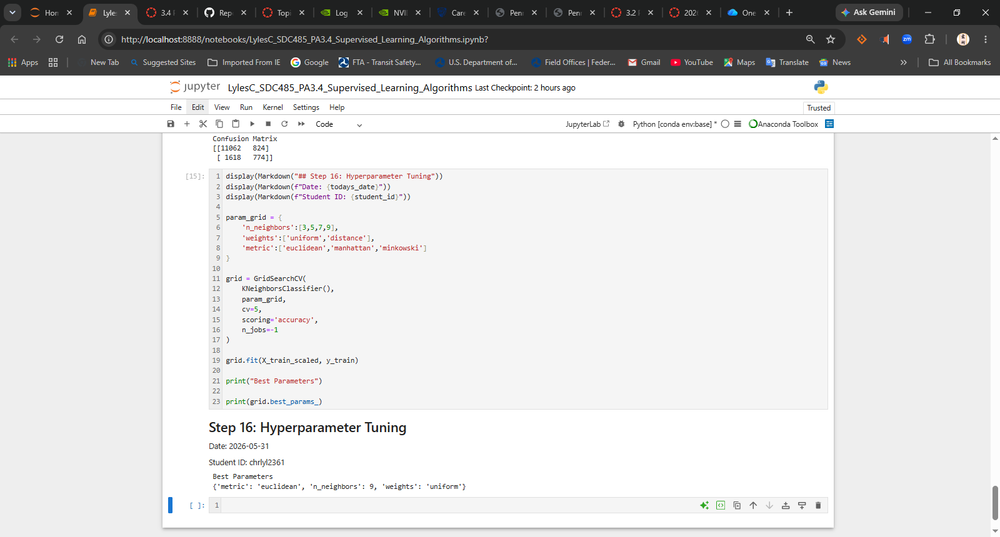 Hor
Lyles
3.4 F
Rep
Topi
Log
NVII
Care
Penr
Penr
3.2 F
202
One
Ask Gemini
http://localhost:8888/notebooks/LylesC_SDC485_PA3.4_Supervised_Learning_Algorithms.ipynb?
zm
Apps
New Tab
Suggested Sites
Imported From IE
Google
FTA - Transit Safety...
U.S. Department of...
Field Offices | Feder...
Gmail
YouTube
Maps
Translate
News
All Bookmarks
jupyter LylesC_SDC485_PA3.4_Supervised_Learning_Algorithms Last Checkpoint: 2 hours ago
File Edit View Run Kernel Settings Help
Trusted
Code
JupyterLab
Python [conda env:base] *
Anaconda Toolbox
Confusion Matrix
[[11062   824]
 [ 1618   774]]
[15]:
1 display(Markdown("## Step 16: Hyperparameter Tuning"))
2 display(Markdown(f"Date: {todays_date}"))
3 display(Markdown(f"Student ID: {student_id}"))
4
5 param_grid = {
6     'n_neighbors':[3,5,7,9],
7     'weights':['uniform','distance'],
8     'metric':['euclidean','manhattan','minkowski']
9 }
10
11 grid = GridSearchCV(
12     KNeighborsClassifier(),
13     param_grid,
14     cv=5,
15     scoring='accuracy',
16     n_jobs=-1
17 )
18
19 grid.fit(X_train_scaled, y_train)
20
21 print("Best Parameters")
22
23 print(grid.best_params_)
Step 16: Hyperparameter Tuning
Date: 2026-05-31
Student ID: chrlyl2361
Best Parameters
{'metric': 'euclidean', 'n_neighbors': 9, 'weights': 'uniform'}
[ ]:
1